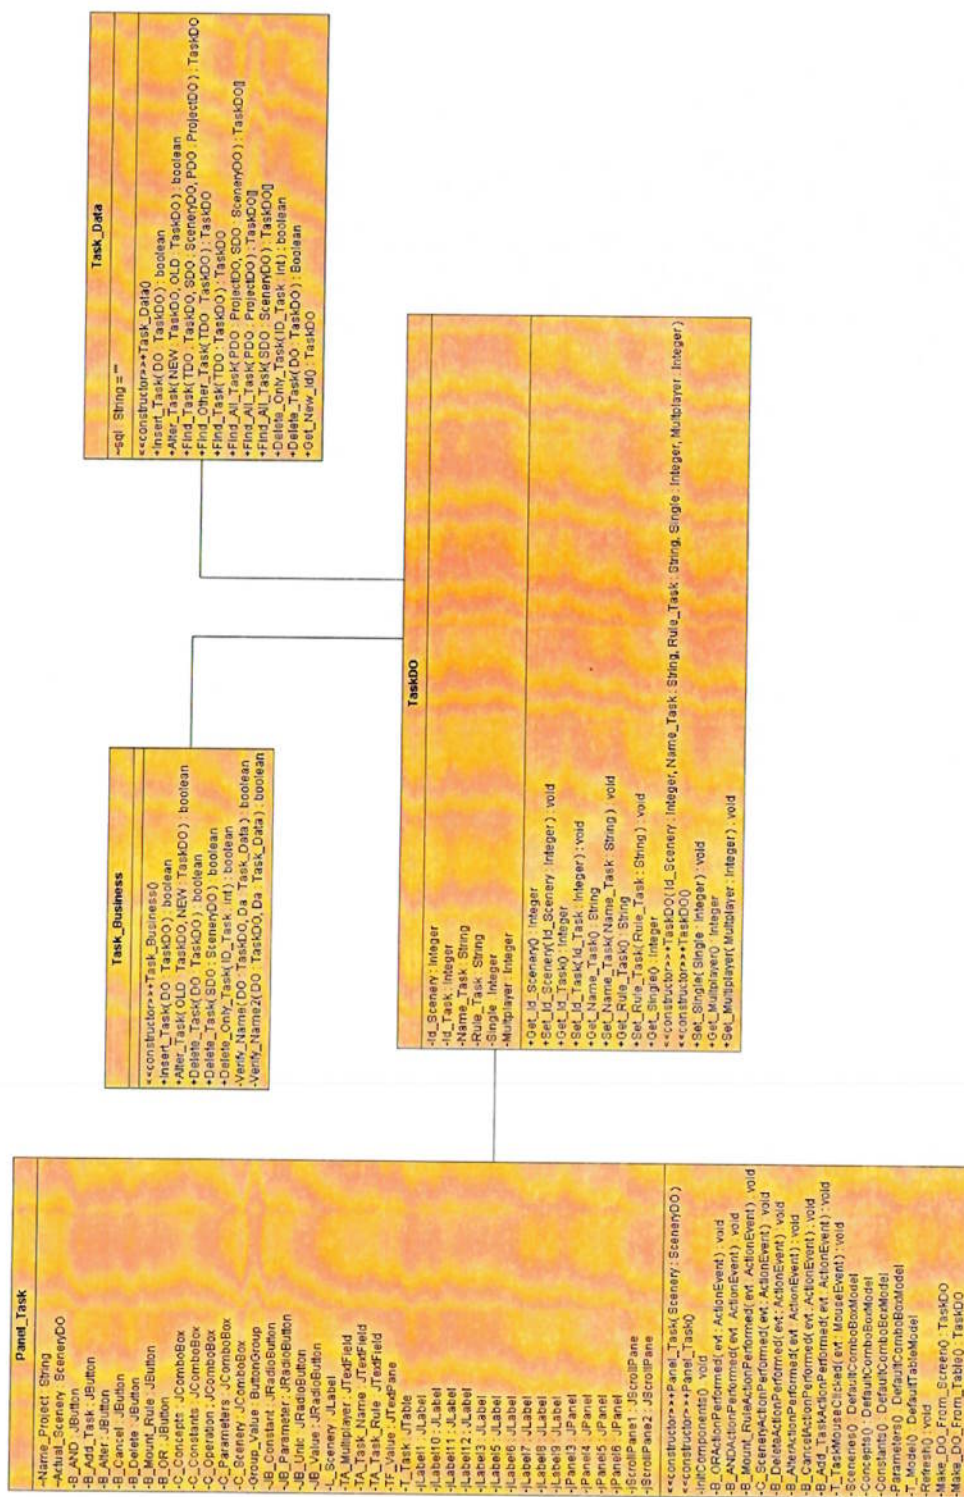 Panel_Task
~Name_Project : String
~Actual_Scenery : SceneryDO
-B_AND : JButton
-B_Add_Task : JButton
-B_Alter : JButton
-B_Cancel : JButton
-B_Delete : JButton
-B_Mount_Rule : JButton
-B_OR : JButton
-C_Concepts : JComboBox
-C_Constants : JComboBox
-C_Operation : JComboBox
-C_Parameters : JComboBox
-C_Scenery : JComboBox
-Group_Value : ButtonGroup
-JB_Constant : JRadioButton
-JB_Parameter : JRadioButton
-JB_Unk : JRadioButton
-JB_Value : JRadioButton
-L_Scenery : JLabel
-TA_Multiplayer : JTextField
-TA_Task_Name : JTextField
-TA_Task_Rule : JTextField
-TF_Value : JTextPane
-T_Task : JTable
-jLabel1 : JLabel
-jLabel10 : JLabel
-jLabel11 : JLabel
-jLabel12 : JLabel
-jLabel3 : JLabel
-jLabel5 : JLabel
-jLabel6 : JLabel
-jLabel7 : JLabel
-jLabel8 : JLabel
-jLabel9 : JLabel
-jPanel3 : JPanel
-jPanel4 : JPanel
-jPanel5 : JPanel
-jPanel6 : JPanel
-jScrollPane1 : JScrollPane
-jScrollPane2 : JScrollPane
<<constructor>>+Panel_Task( Scenery : SceneryDO )
<<constructor>>+Panel_Task()
-initComponents() : void
-B_ORActionPerformed( evt : ActionEvent ) : void
-B_ANDActionPerformed( evt : ActionEvent ) : void
-B_Mount_RuleActionPerformed( evt : ActionEvent ) : void
-C_SceneryActionPerformed( evt : ActionEvent ) : void
-B_DeleteActionPerformed( evt : ActionEvent ) : void
-B_AlterActionPerformed( evt : ActionEvent ) : void
-B_CancelActionPerformed( evt : ActionEvent ) : void
-B_Add_TaskActionPerformed( evt : ActionEvent ) : void
-T_TaskMouseClicked( evt : MouseEvent ) : void
-Sceneries() : DefaultComboBoxModel
-Concepts() : DefaultComboBoxModel
-Constants() : DefaultComboBoxModel
-Parameters() : DefaultComboBoxModel
-T_Model() : DefaultTableModel
-Refresh() : void
-Make_DO_From_Screen() : TaskDO
-Make_DO_From_Table() : TaskDO
Task_Business
<<constructor>>+Task_Business()
+Insert_Task( DO : TaskDO ) : boolean
+Alter_Task( OLD : TaskDO, NEW : TaskDO ) : boolean
+Delete_Task( DO : TaskDO ) : boolean
+Delete_Task( SDO : SceneryDO ) : boolean
+Delete_Only_Task( ID_Task : int ) : boolean
-Verify_Name( DO : TaskDO, Da : Task_Data ) : boolean
-Verify_Name2( DO : TaskDO, Da : Task_Data ) : boolean
TaskDO
-Id_Scenery : Integer
-Id_Task : Integer
-Name_Task : String
-Rule_Task : String
-Single : Integer
-Multplayer : Integer
+Get_Id_Scenery() : Integer
+Set_Id_Scenery( Id_Scenery : Integer ) : void
+Get_Id_Task() : Integer
+Set_Id_Task( Id_Task : Integer ) : void
+Get_Name_Task() : String
+Set_Name_Task( Name_Task : String ) : void
+Get_Rule_Task() : String
+Set_Rule_Task( Rule_Task : String ) : void
+Get_Single() : Integer
<<constructor>>+TaskDO( Id_Scenery : Integer, Name_Task : String, Rule_Task : String, Single : Integer, Multplayer : Integer )
<<constructor>>+TaskDO()
+Set_Single( Single : Integer ) : void
+Get_Multiplayer() : Integer
+Set_Multiplayer( Multplayer : Integer ) : void
Task_Data
~sql : String = ""
<<constructor>>+Task_Data()
+Insert_Task( DO : TaskDO ) : boolean
+Alter_Task( NEW : TaskDO, OLD : TaskDO ) : boolean
+Find_Task( TDO : TaskDO, SDO : SceneryDO, PDO : ProjectDO ) : TaskDO
+Find_Other_Task( TDO : TaskDO ) : TaskDO
+Find_Task( TDO : TaskDO ) : TaskDO
+Find_All_Task( PDO : ProjectDO, SDO : SceneryDO ) : TaskDO[]
+Find_All_Task( PDO : ProjectDO ) : TaskDO[]
+Find_All_Task( SDO : SceneryDO ) : TaskDO[]
+Delete_Only_Task( ID_Task : int ) : boolean
+Delete_Task( DO : TaskDO ) : Boolean
+Get_New_Id() : TaskDO